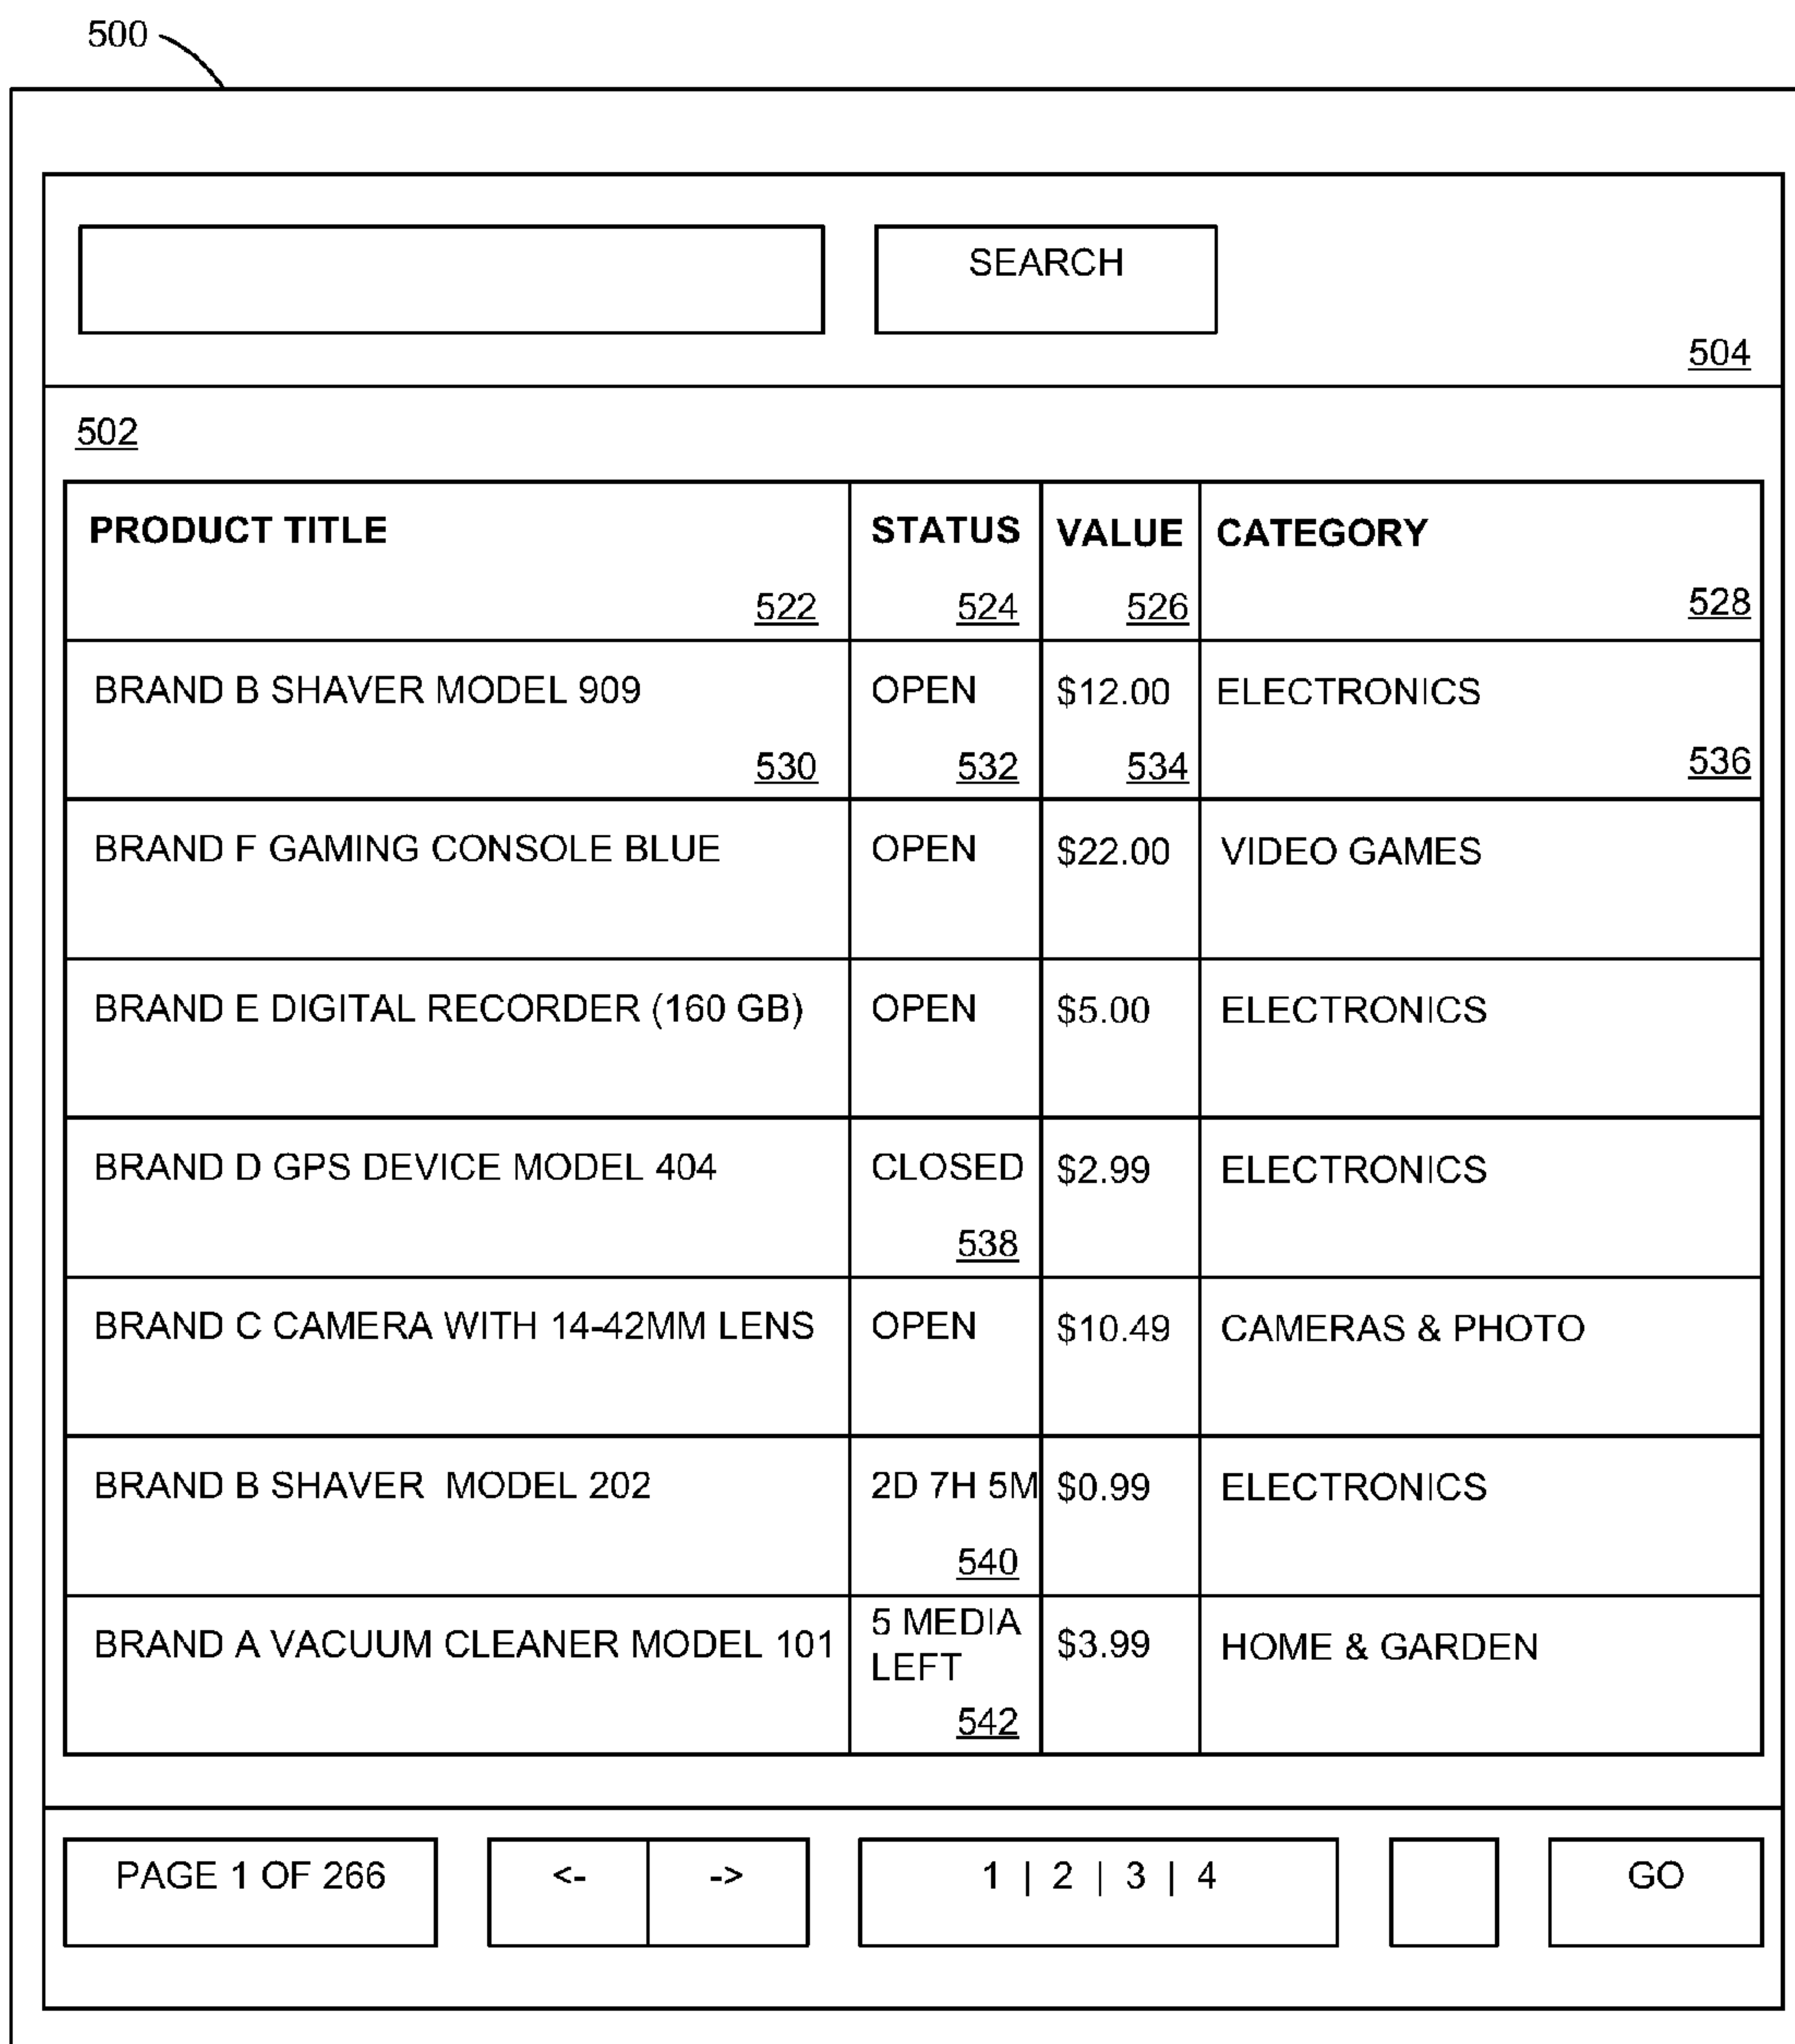 500
SEARCH
504
502
PRODUCT TITLE STATUS VALUE CATEGORY
522 524 526 528
BRAND B SHAVER MODEL 909 OPEN $12.00 ELECTRONICS
530 532 534 536
BRAND F GAMING CONSOLE BLUE OPEN $22.00 VIDEO GAMES
BRAND E DIGITAL RECORDER (160 GB) OPEN $5.00 ELECTRONICS
BRAND D GPS DEVICE MODEL 404 CLOSED $2.99 ELECTRONICS
538
BRAND C CAMERA WITH 14-42MM LENS OPEN $10.49 CAMERAS & PHOTO
BRAND B SHAVER MODEL 202 2D 7H 5M $0.99 ELECTRONICS
540
BRAND A VACUUM CLEANER MODEL 101 5 MEDIA LEFT $3.99 HOME & GARDEN
542
PAGE 1 OF 266 <- -> 1 | 2 | 3 | 4 GO